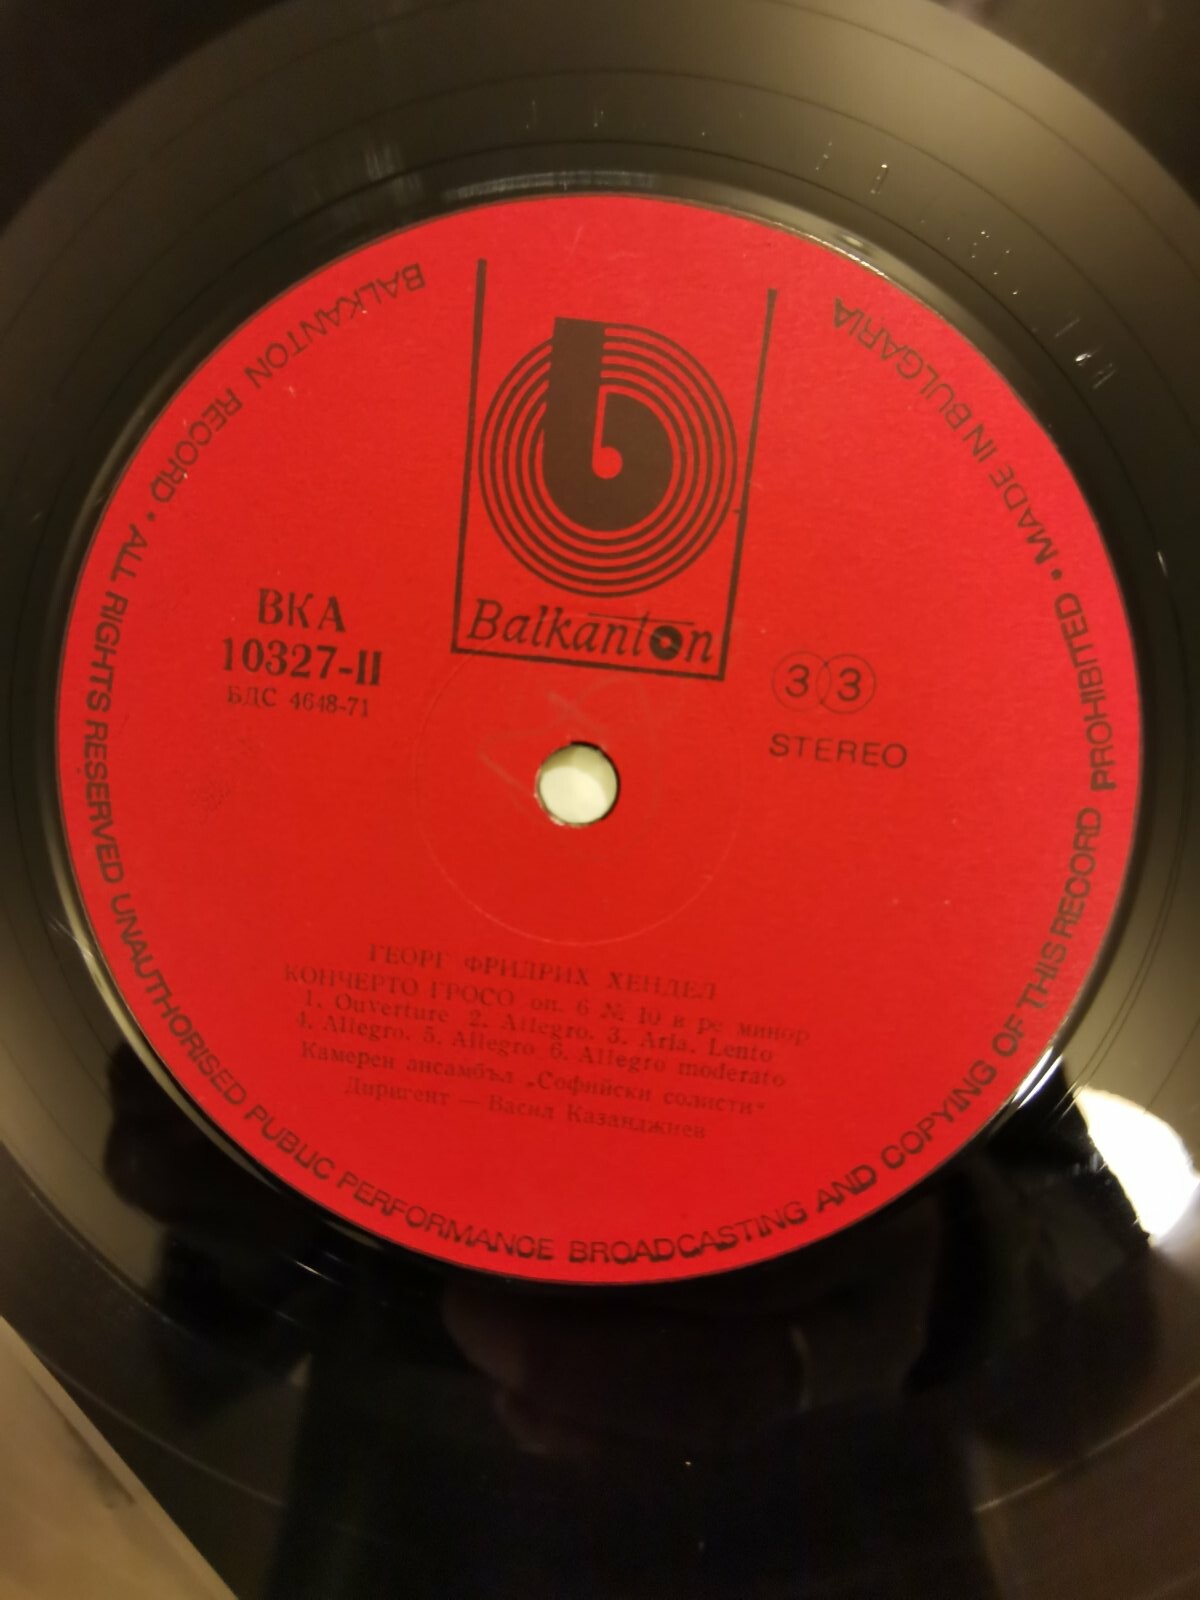 Balkanton
ВКА
10327-II
БДС 4648-71
33
STEREO
ГЕОРГ ФРИДРИХ ХЕНДЕЛ
КОНЧЕРТО ГРОСО оп. 6 № 10 в ре минор
1. Ouverture 2. Allegro. 3. Aria. Lento
4. Allegro. 5. Allegro 6. Allegro moderato
Камерен ансамбъл „Софийски солисти“
Диригент — Васил Казанджиев
BALKANTON RECORD • ALL RIGHTS RESERVED UNAUTHORISED PUBLIC PERFORMANCE BROADCASTING AND COPYING OF THIS RECORD PROHIBITED • MADE IN BULGARIA